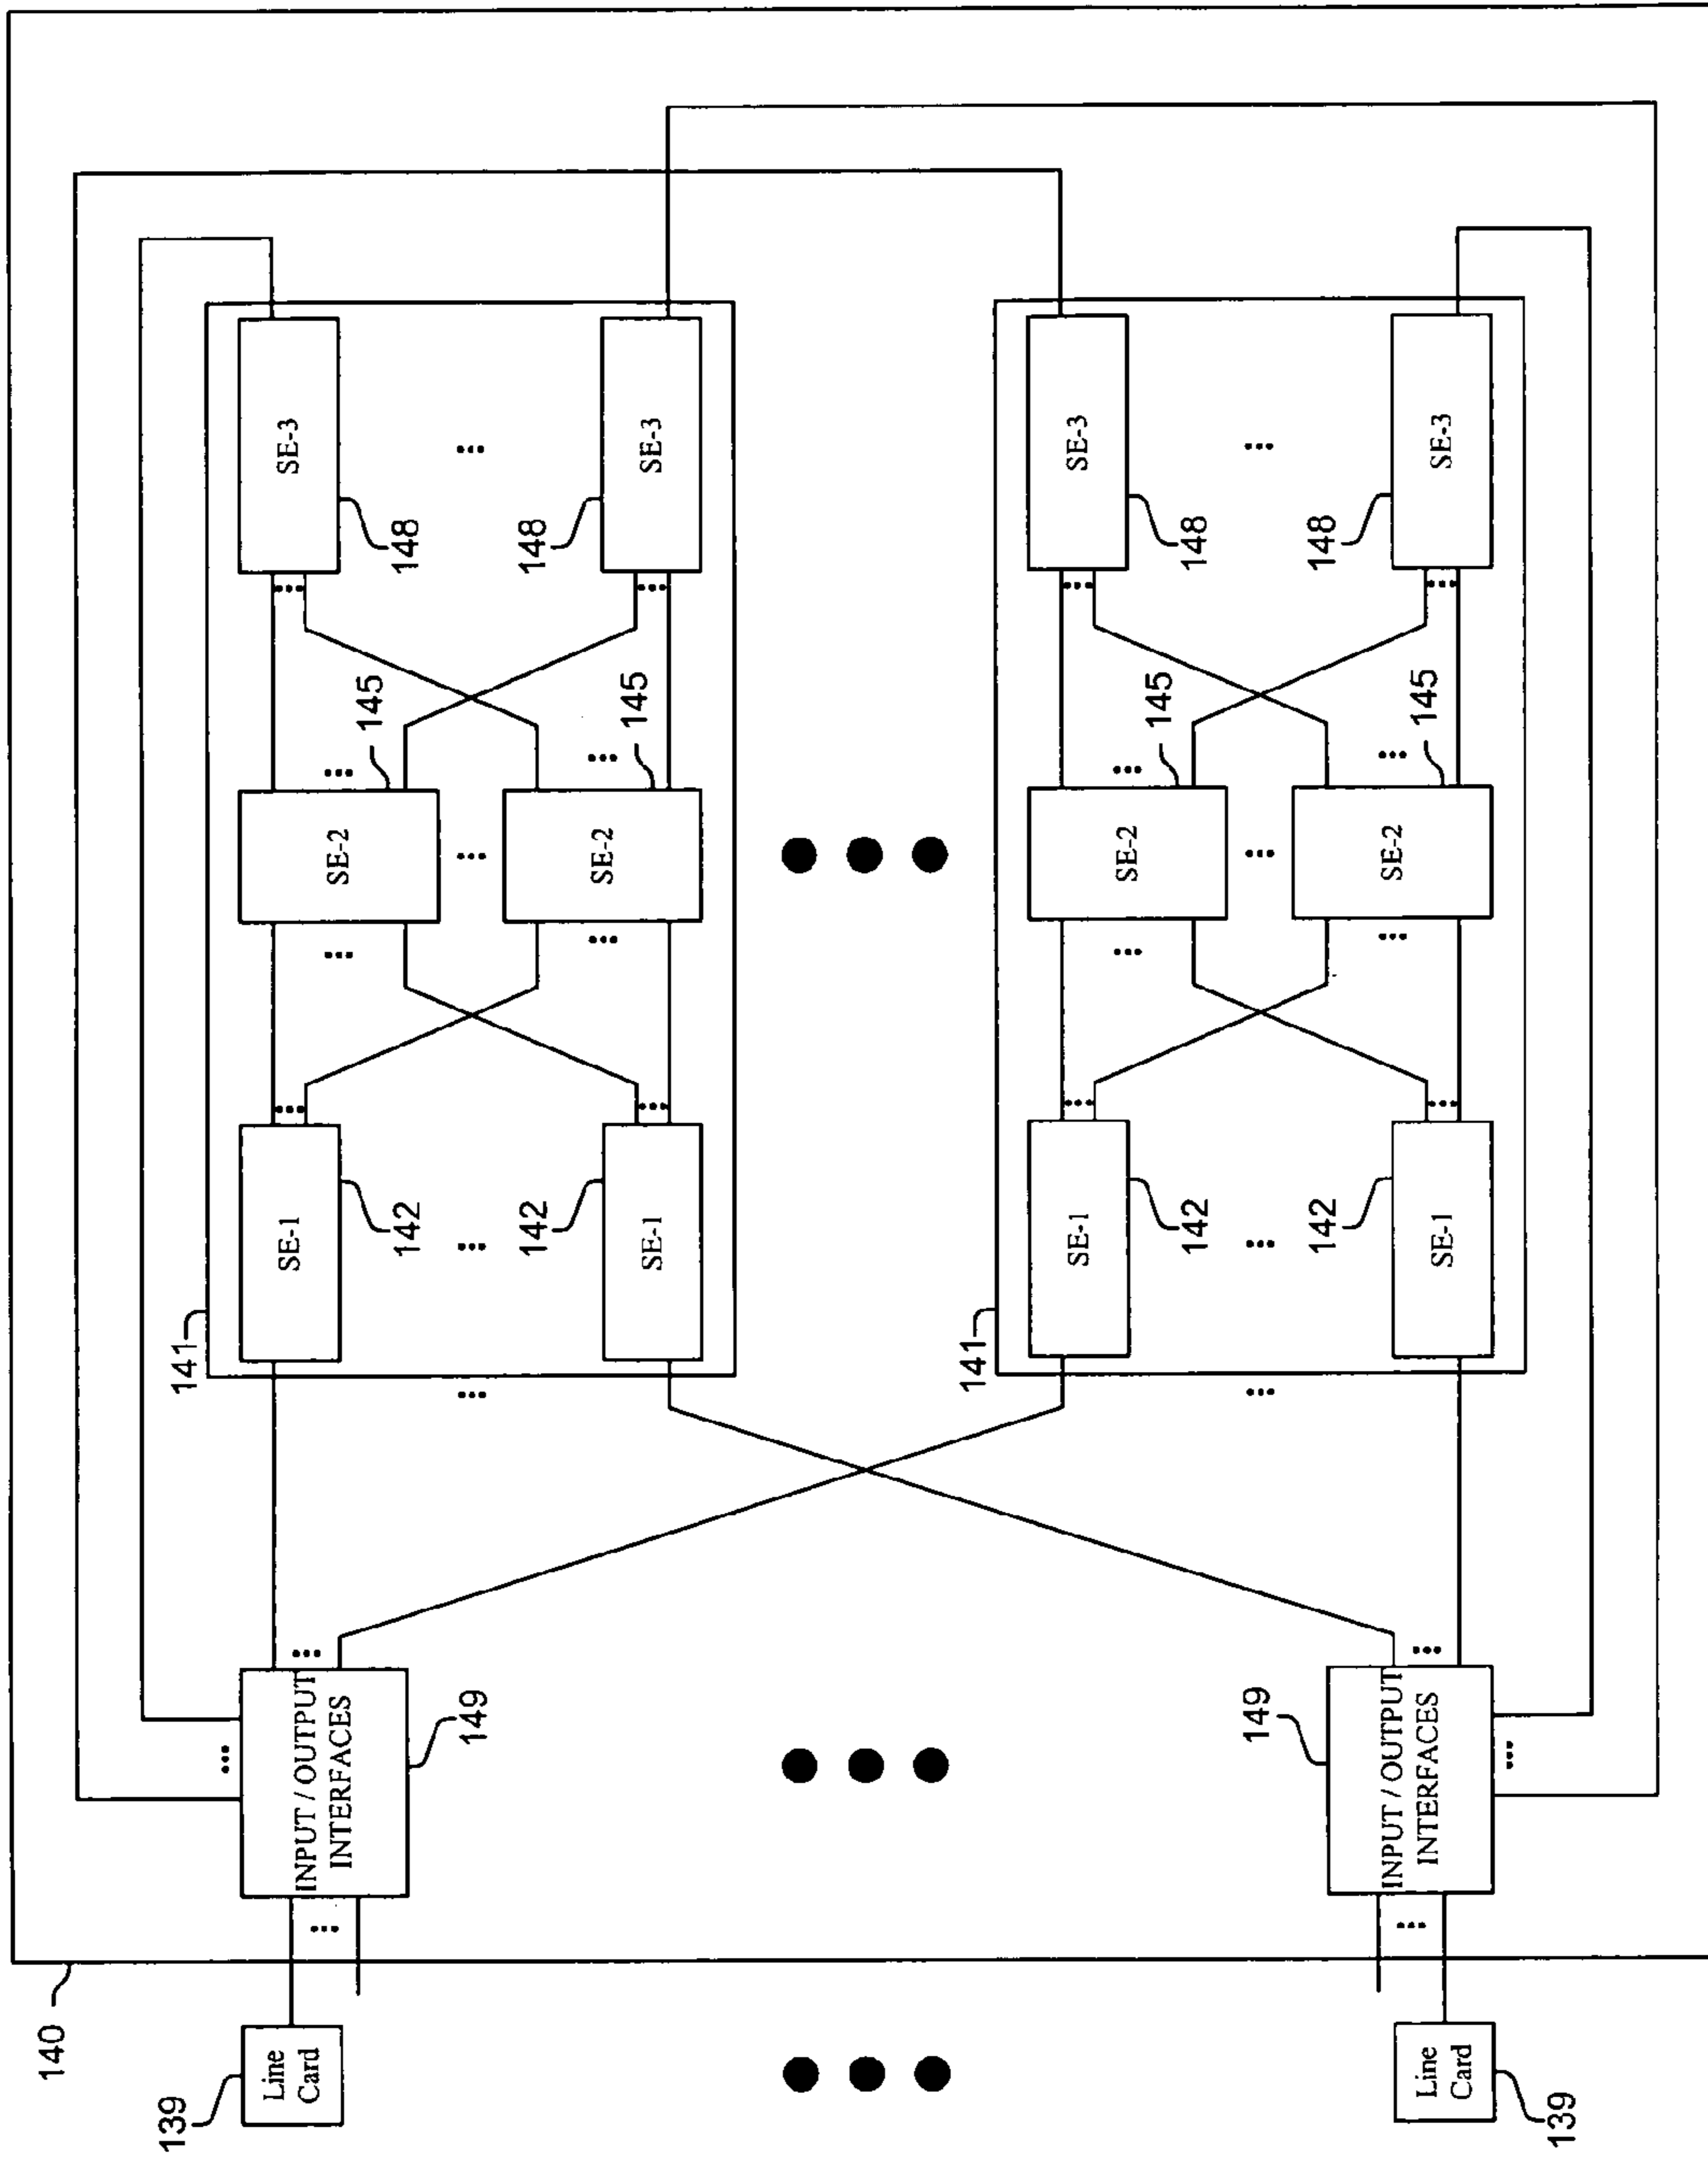 140
139
Line
Card
INPUT / OUTPUT
INTERFACES
149
141
SE-1
142
142
SE-1
SE-2
145
SE-2
145
SE-3
148
148
SE-3
141
SE-1
142
142
SE-1
SE-2
145
SE-2
145
SE-3
148
148
SE-3
149
INPUT / OUTPUT
INTERFACES
Line
Card
139